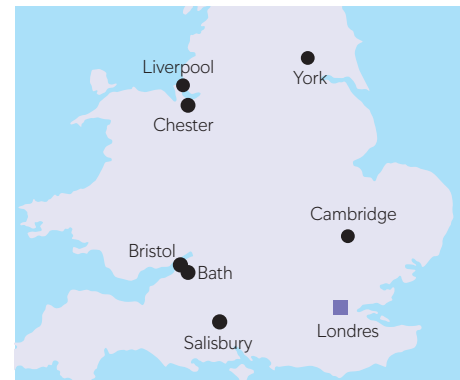 Liverpool
York
Chester
Cambridge
Bristol
Bath
Londres
Salisbury